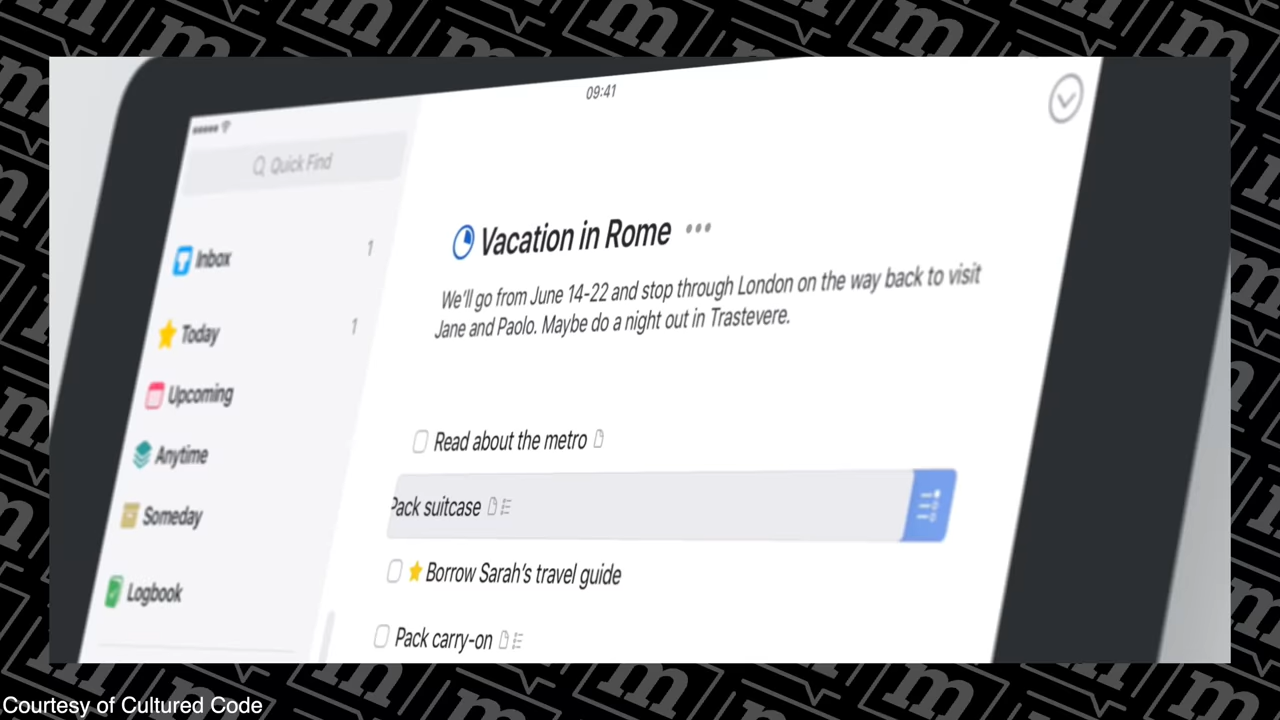 09:41
Quick Find
Inbox 1
Today 1
Upcoming
Anytime
Someday
Logbook
Vacation in Rome •••
We'll go from June 14-22 and stop through London on the way back to visit
Jane and Paolo. Maybe do a night out in Trastevere.
Read about the metro
Pack suitcase
Borrow Sarah's travel guide
Pack carry-on
Courtesy of Cultured Code